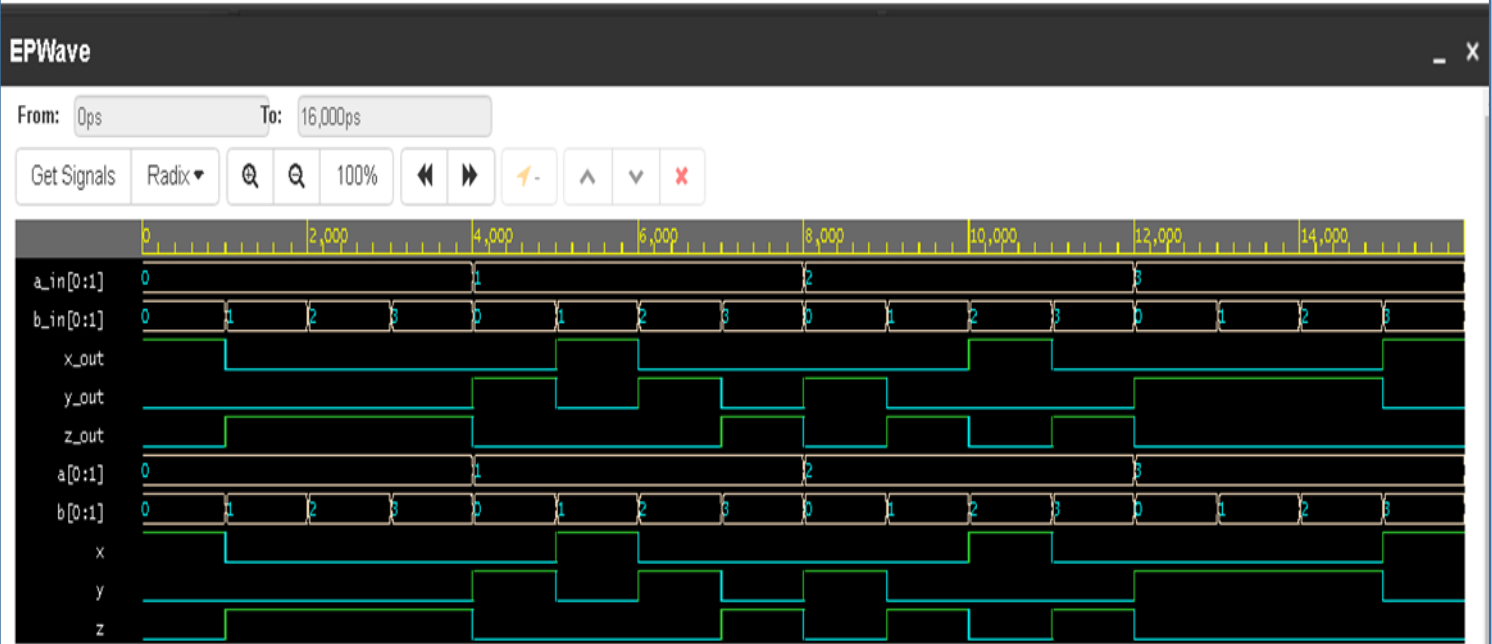 EPWave
From: 0ps To: 16,000ps
Get Signals Radix 100% -
0 2,000 4,000 6,000 8,000 10,000 12,000 14,000
a_in[0:1] 0 1 2 3
b_in[0:1] 0 1 2 3 0 1 2 3 0 1 2 3 0 1 2 3
x_out
y_out
z_out
a[0:1] 0 1 2 3
b[0:1] 0 1 2 3 0 1 2 3 0 1 2 3 0 1 2 3
x
y
z